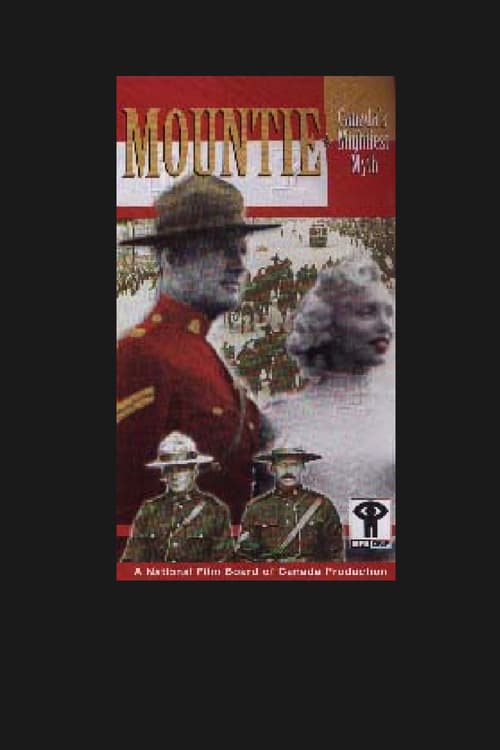 MOUNTIE
Canada's
Mightiest
Myth
A National Film Board of Canada Production